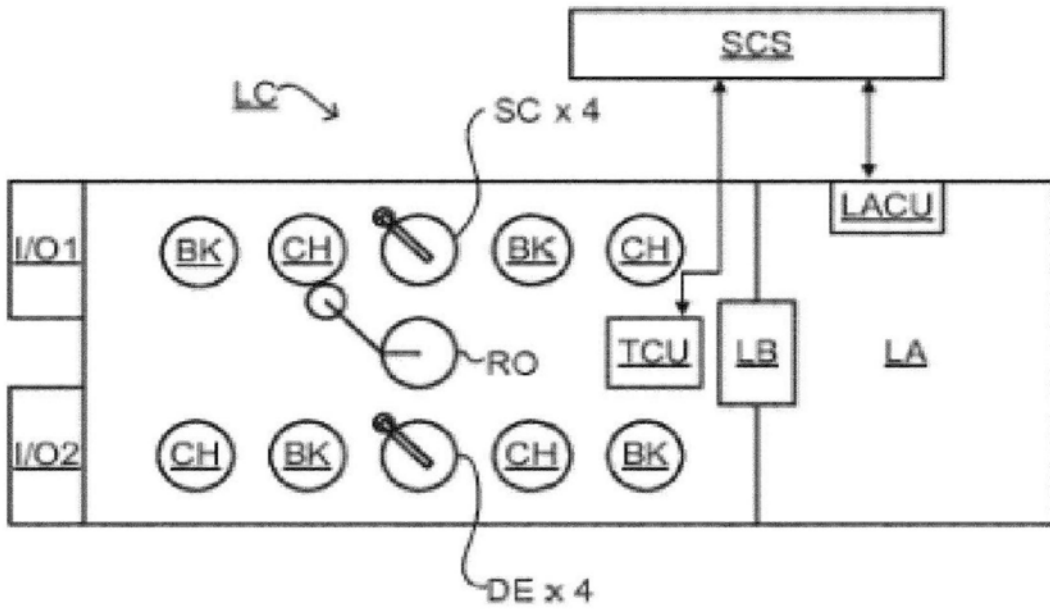 SCS
LC
SC x 4
I/O1
BK
CH
BK
CH
LACU
RO
TCU
LB
LA
I/O2
CH
BK
CH
BK
DE x 4